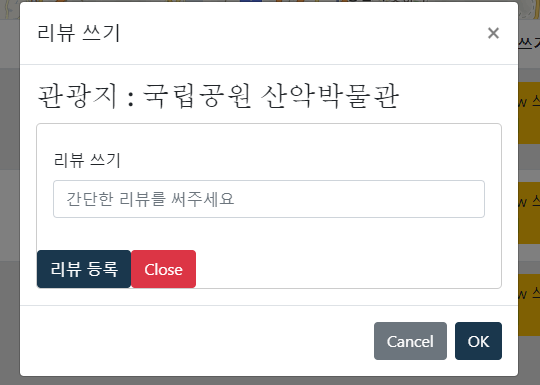 리뷰 쓰기
×
관광지 : 국립공원 산악박물관
리뷰 쓰기
간단한 리뷰를 써주세요
리뷰 등록 Close
Cancel OK